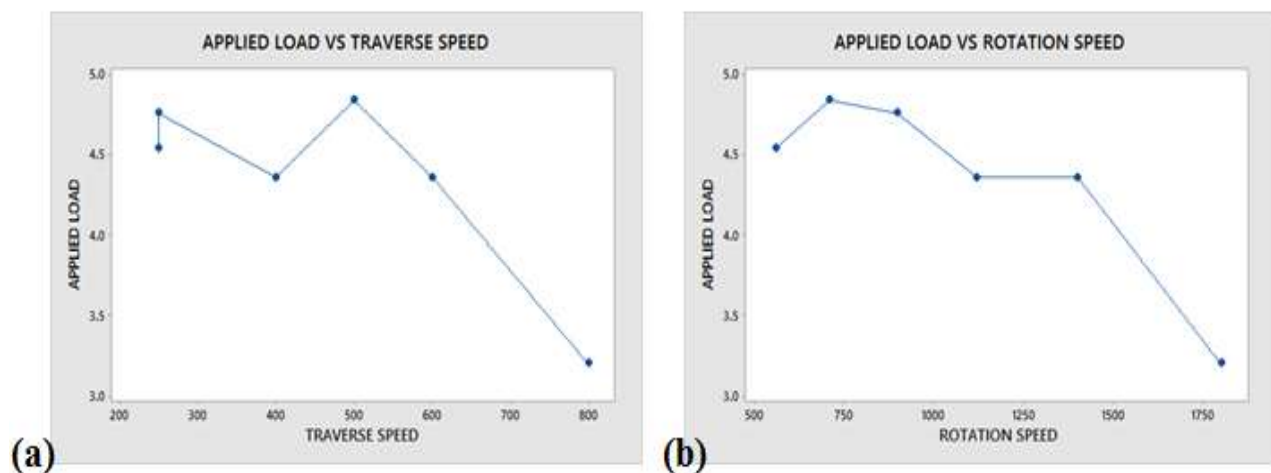 APPLIED LOAD VS TRAVERSE SPEED
5.0
4.5
4.0
3.5
3.0
APPLIED LOAD
200 300 400 500 600 700 800
TRAVERSE SPEED
(a)
APPLIED LOAD VS ROTATION SPEED
5.0
4.5
4.0
3.5
3.0
APPLIED LOAD
500 750 1000 1250 1500 1750
ROTATION SPEED
(b)